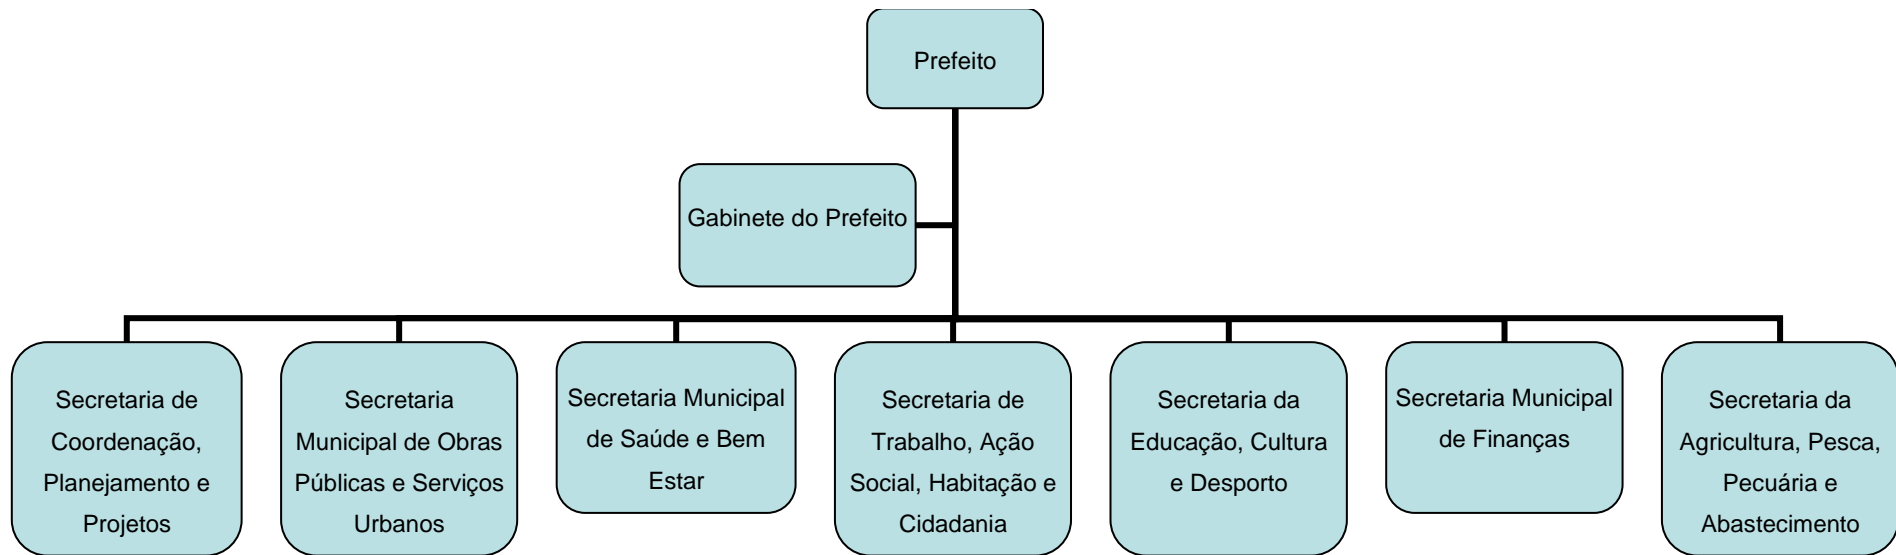 Prefeito
Gabinete do Prefeito
Secretaria de
Coordenação,
Planejamento e
Projetos
Secretaria
Municipal de Obras
Públicas e Serviços
Urbanos
Secretaria Municipal
de Saúde e Bem
Estar
Secretaria de
Trabalho, Ação
Social, Habitação e
Cidadania
Secretaria da
Educação, Cultura
e Desporto
Secretaria Municipal
de Finanças
Secretaria da
Agricultura, Pesca,
Pecuária e
Abastecimento